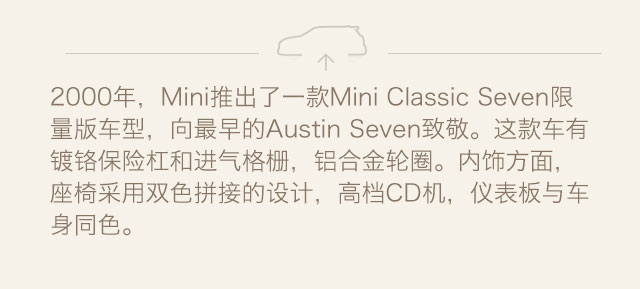 2000年，Mini推出了一款Mini Classic Seven限
量版车型，向最早的Austin Seven致敬。这款车有
镀铬保险杠和进气格栅，铝合金轮圈。内饰方面，
座椅采用双色拼接的设计，高档CD机，仪表板与车
身同色。